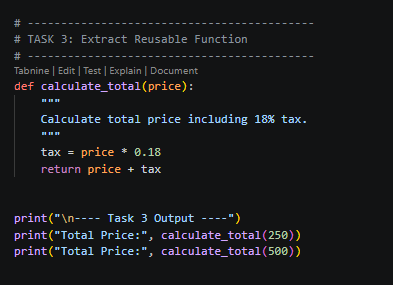 # ----------------------------------------
# TASK 3: Extract Reusable Function
# ----------------------------------------
Tabnine | Edit | Test | Explain | Document
def calculate_total(price):
    """
    Calculate total price including 18% tax.
    """
    tax = price * 0.18
    return price + tax
print("\n---- Task 3 Output ----")
print("Total Price:", calculate_total(250))
print("Total Price:", calculate_total(500))